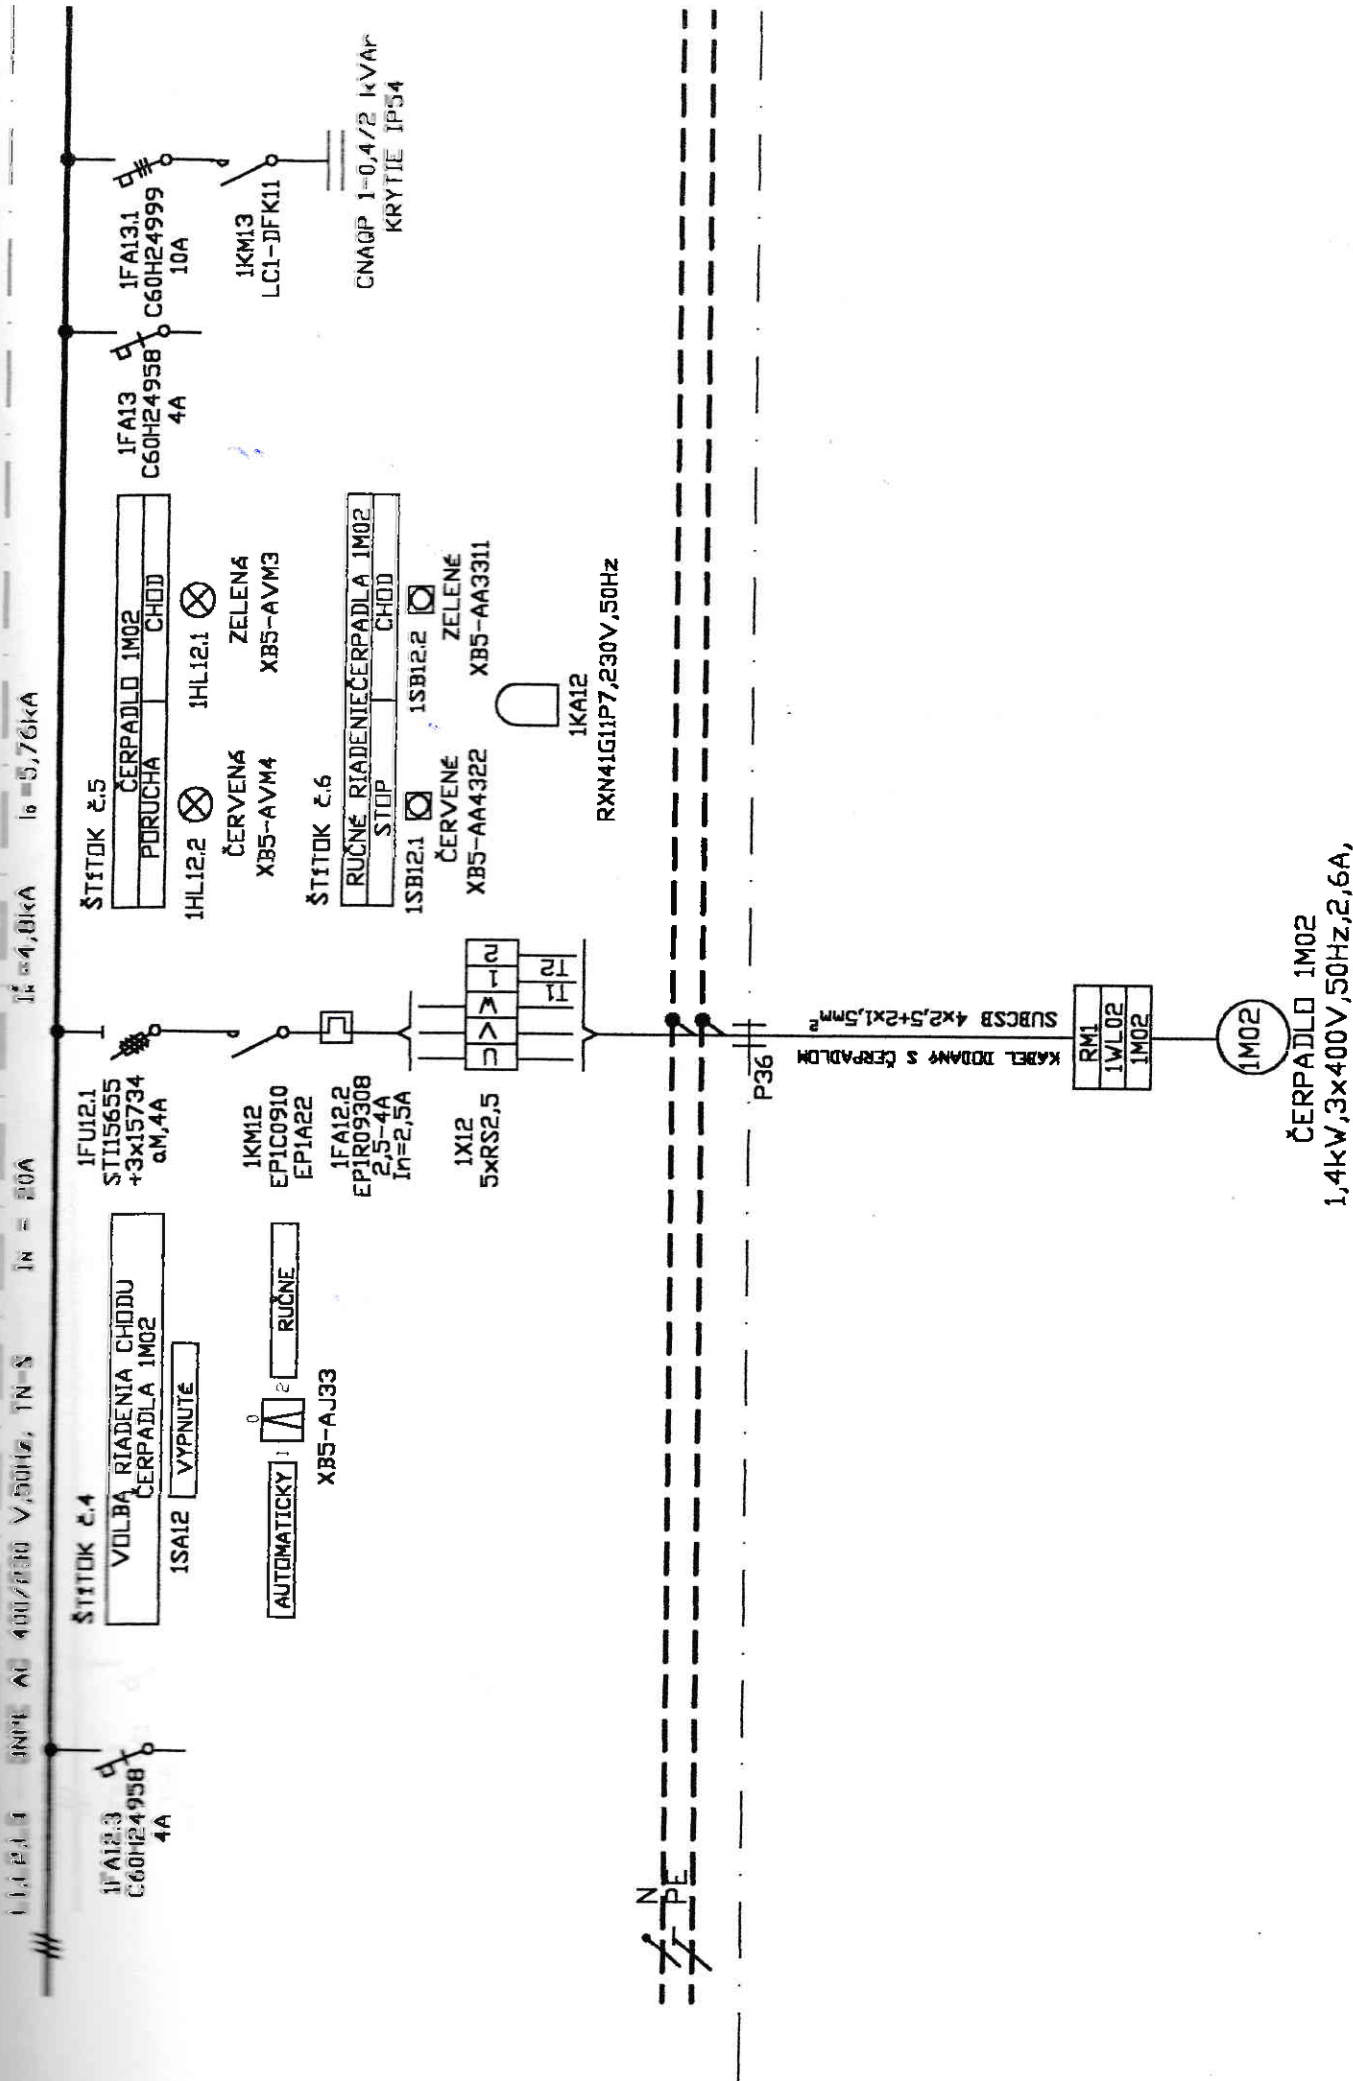 3NPE AC 400/230 V,50Hz, TN-S
In = 20A
Ik"=4,8kA
=5,76kA
1FA12.3
C60H24958
4A
ŠTÍTOK č.4
VOLBA RIADENIA CHODU
ČERPADLA 1M02
1SA12
VYPNUTÉ
AUTOMATICKY
1
0
2
RUČNE
XB5-AJ33
1FU12.1
STI15655
+3x15734
aM,4A
1KM12
EP1C0910
EP1A22
1FA12.2
EP1R09308
2,5-4A
In=2,5A
1X12
5xRS2,5
U
V
W
1
2
T1
T2
ŠTÍTOK č.5
ČERPADLO 1M02
PORUCHA
CHOD
1HL12.2
1HL12.1
ČERVENÁ
ZELENÁ
XB5-AVM4
XB5-AVM3
ŠTÍTOK č.6
RUČNÉ RIADENIEČERPADLA 1M02
STOP
CHOD
1SB12.1
1SB12.2
ČERVENÉ
ZELENÉ
XB5-AA4322
XB5-AA3311
1KA12
RXN41G11P7,230V,50Hz
1FA13
C60H24958
4A
1FA13.1
C60H24999
10A
1KM13
LC1-DFK11
CNAQP 1-0,4/2 kVAr
KRYTIE IP54
N
PE
P36
KÁBEL DODANÝ S ČERPADLOM
SUBCSB 4x2,5+2x1,5mm²
RM1
1WL02
1M02
1M02
ČERPADLO 1M02
1,4kW,3x400V,50Hz,2,6A,